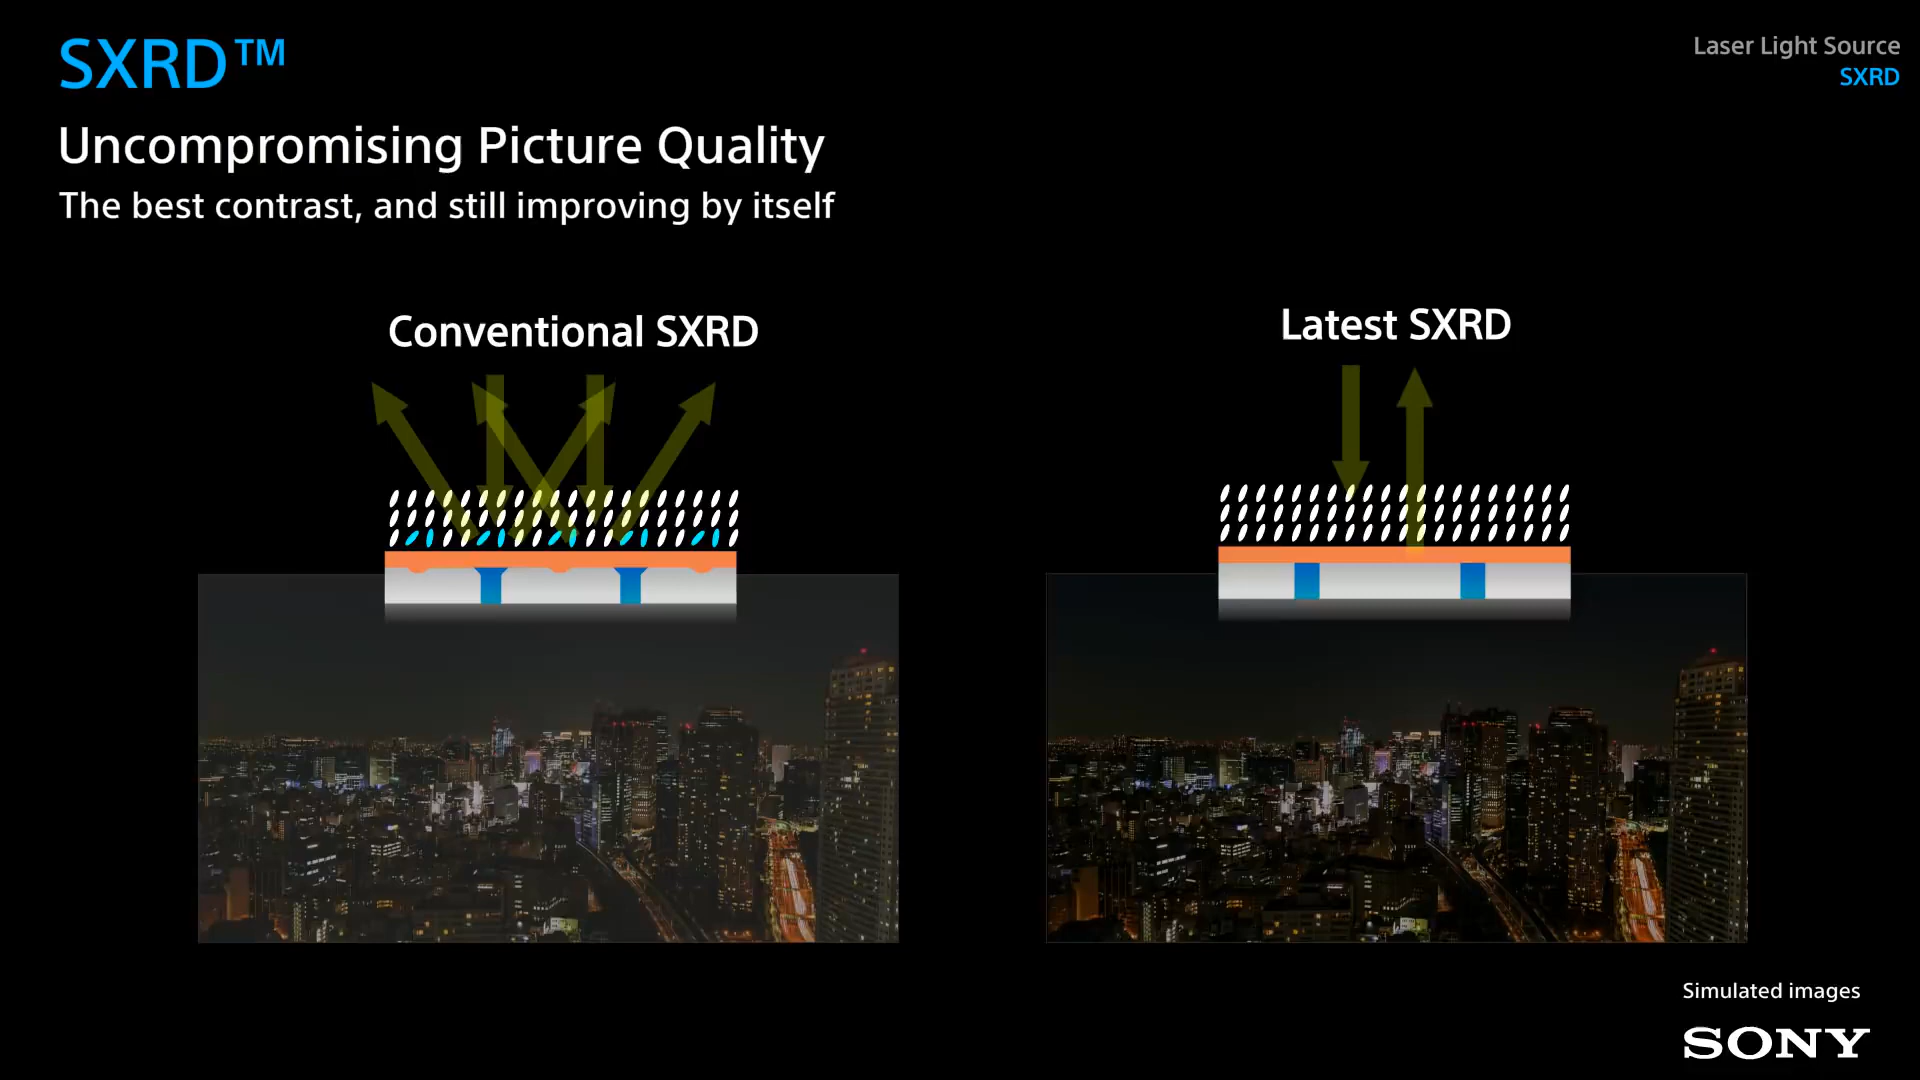 SXRD™
Laser Light Source
SXRD
Uncompromising Picture Quality
The best contrast, and still improving by itself
Conventional SXRD
Latest SXRD
Simulated images
SONY